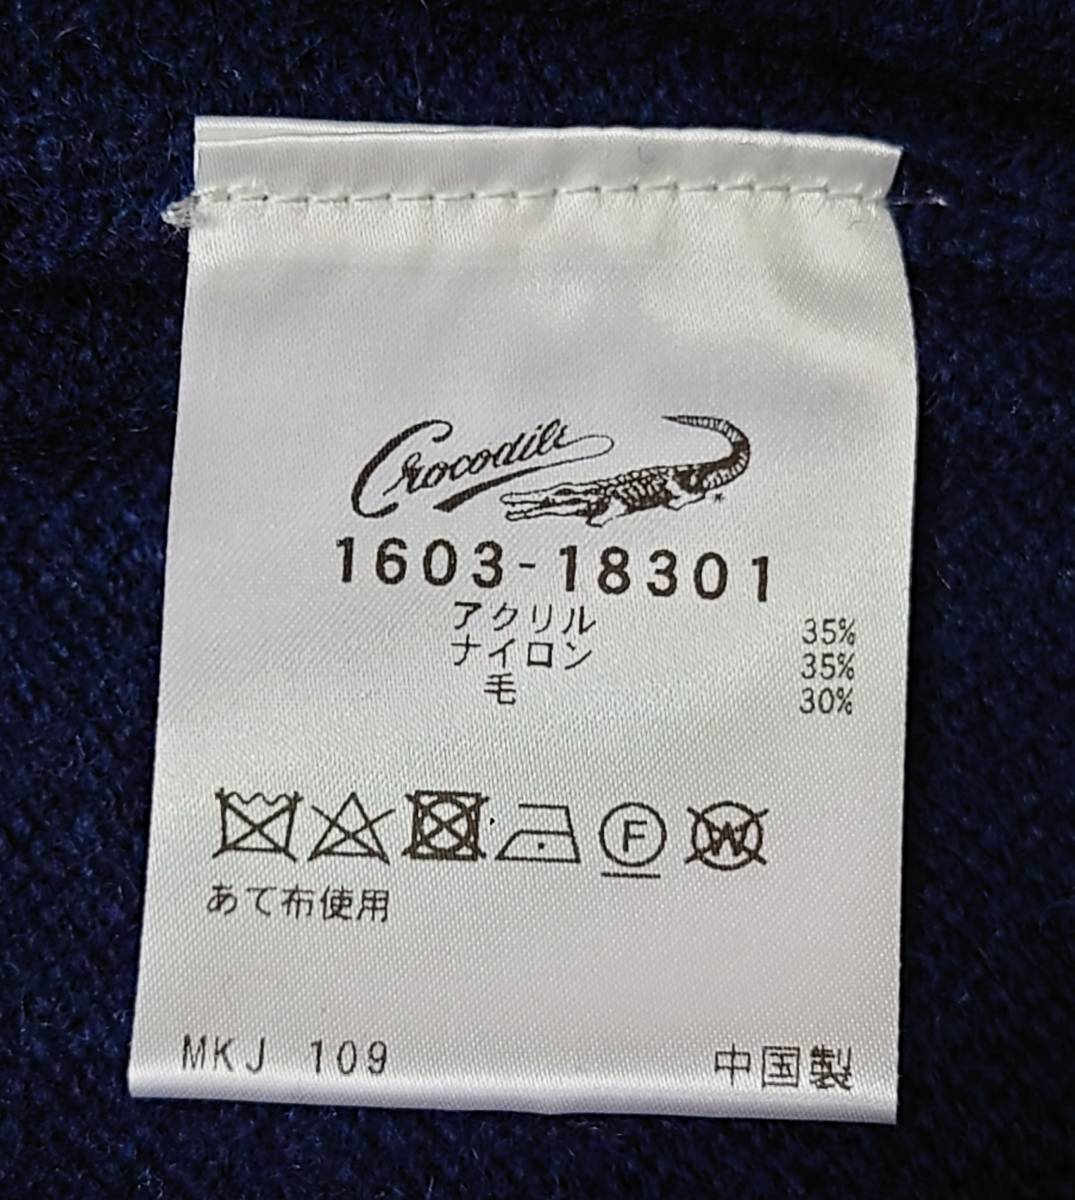 Crocodile
1603-18301
アクリル 35%
ナイロン 35%
毛 30%
F W
あて布使用
MKJ 109 中国製